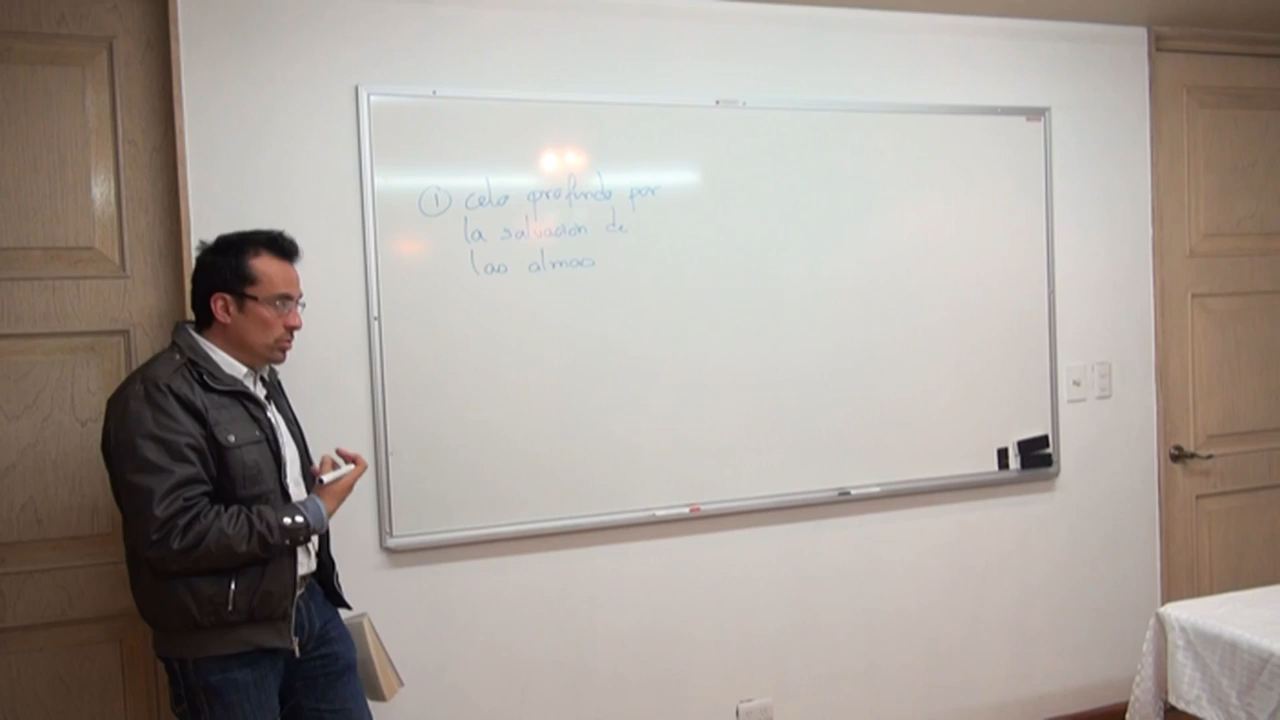 ① celo profundo por
la salvación de
las almas